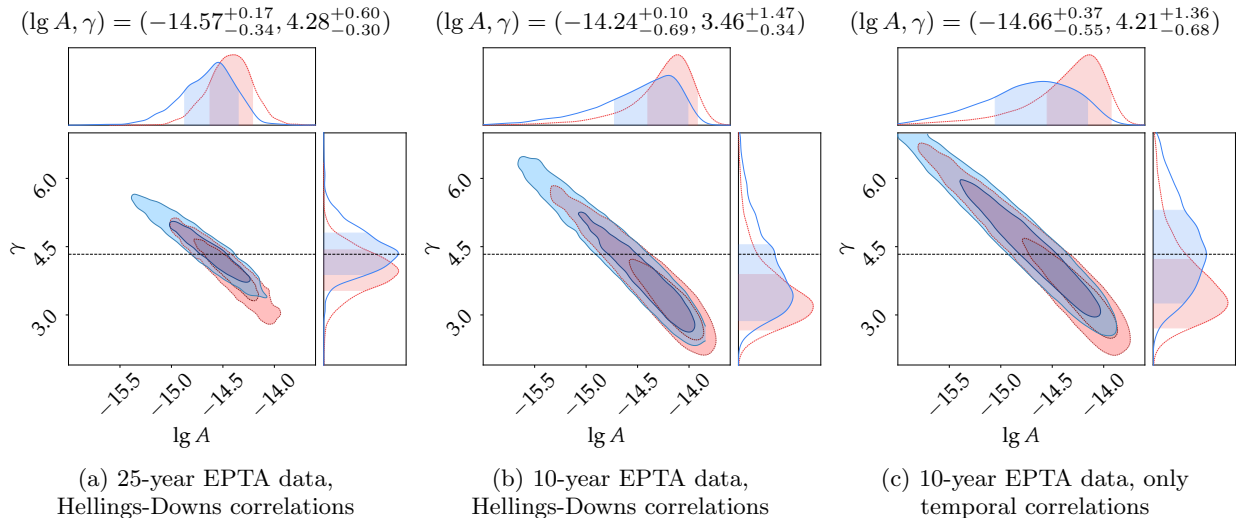 (lg A, γ) = (−14.57^{+0.17}_{−0.34}, 4.28^{+0.60}_{−0.30})
(lg A, γ) = (−14.24^{+0.10}_{−0.69}, 3.46^{+1.47}_{−0.34})
(lg A, γ) = (−14.66^{+0.37}_{−0.55}, 4.21^{+1.36}_{−0.68})
γ
6.0
4.5
3.0
−15.5
−15.0
−14.5
−14.0
lg A
γ
6.0
4.5
3.0
−15.5
−15.0
−14.5
−14.0
lg A
γ
6.0
4.5
3.0
−15.5
−15.0
−14.5
−14.0
lg A
(a) 25-year EPTA data,
Hellings-Downs correlations
(b) 10-year EPTA data,
Hellings-Downs correlations
(c) 10-year EPTA data, only
temporal correlations